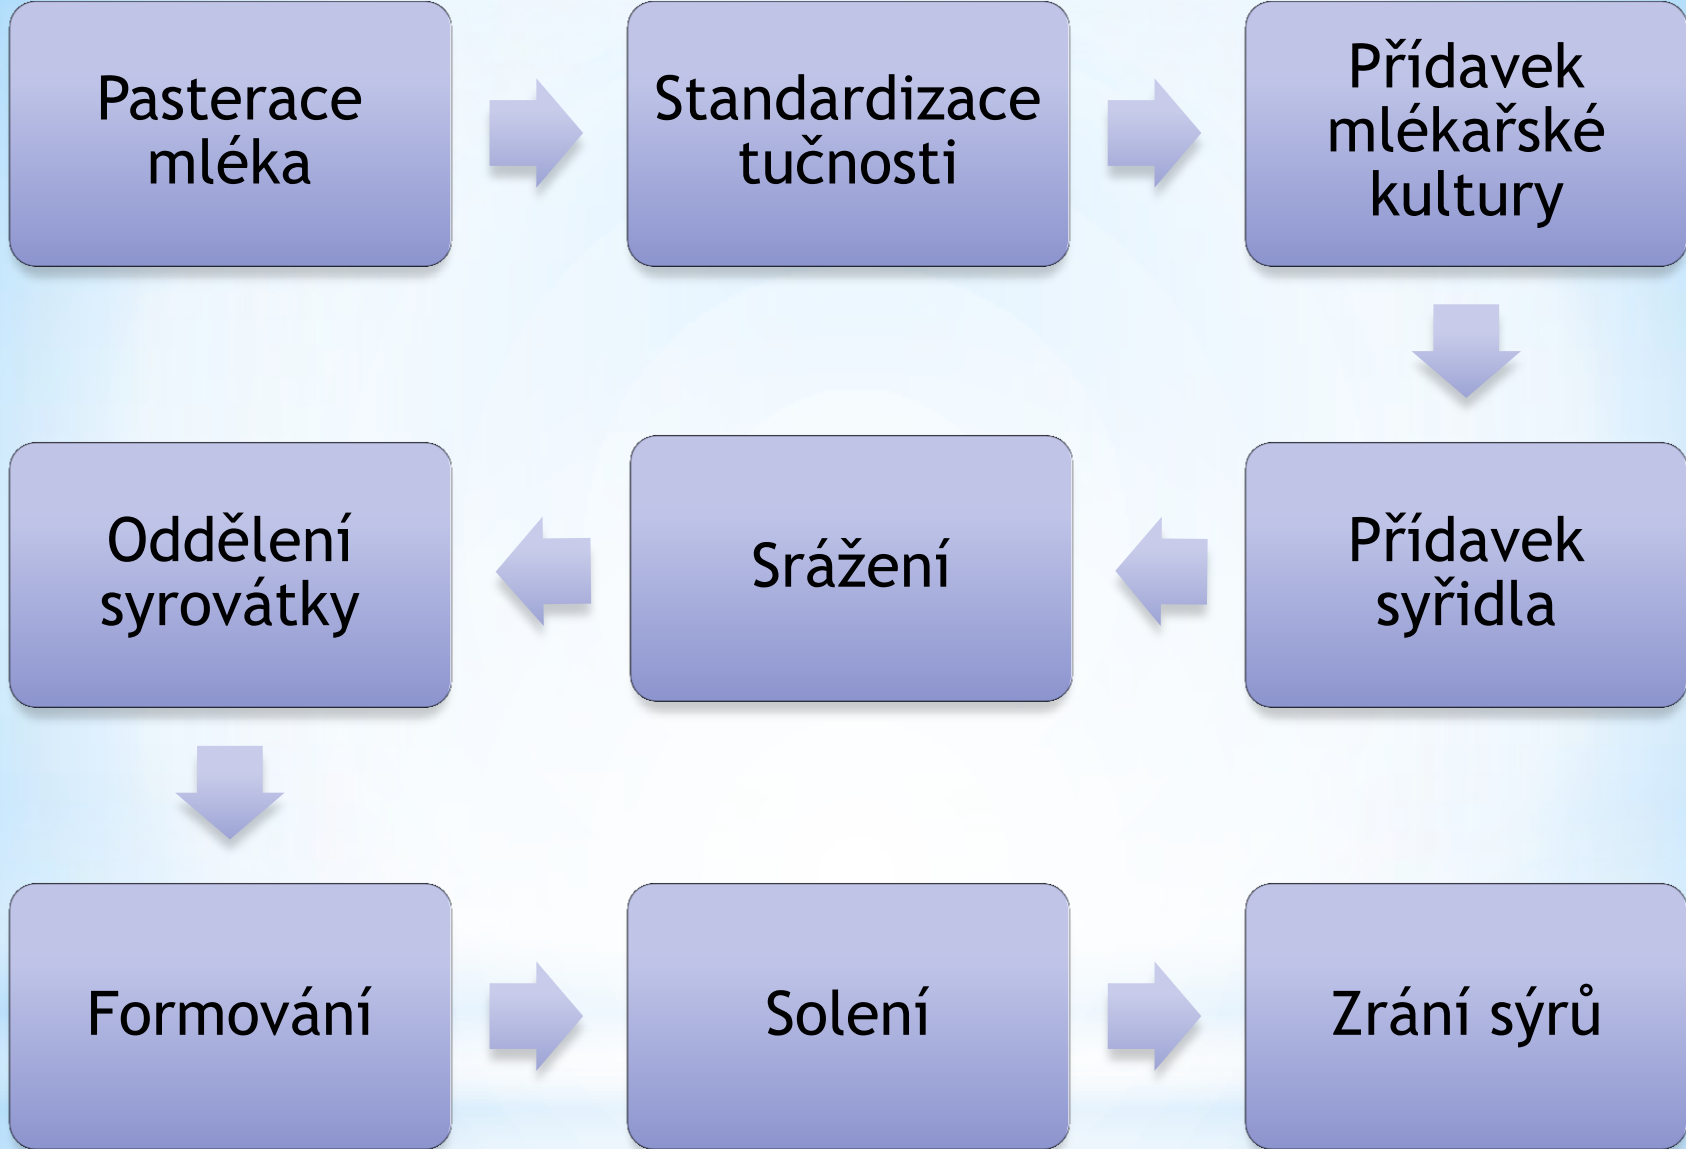 Pasterace
mléka
Standardizace
tučnosti
Přídavek
mlékařské
kultury
Přídavek
syřidla
Srážení
Oddělení
syrovátky
Formování
Solení
Zrání sýrů